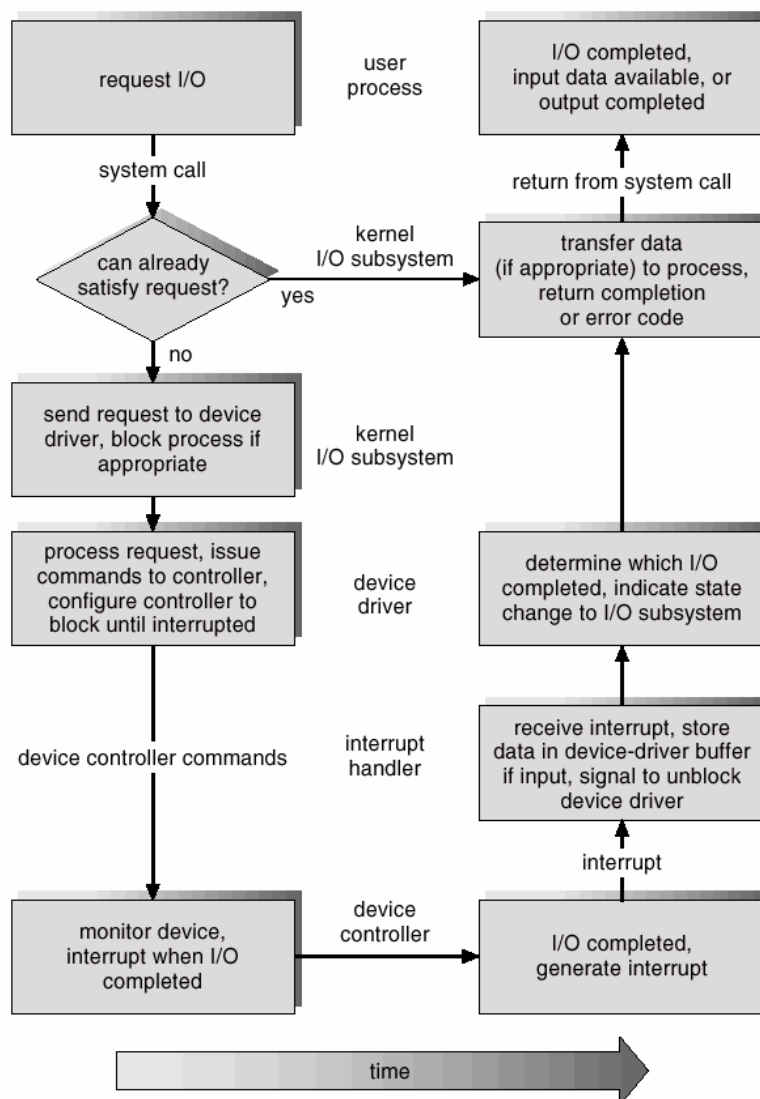 request I/O
user
process
I/O completed,
input data available, or
output completed
system call
return from system call
can already
satisfy request?
kernel
I/O subsystem
yes
transfer data
(if appropriate) to process,
return completion
or error code
no
send request to device
driver, block process if
appropriate
kernel
I/O subsystem
process request, issue
commands to controller,
configure controller to
block until interrupted
device
driver
determine which I/O
completed, indicate state
change to I/O subsystem
device controller commands
interrupt
handler
receive interrupt, store
data in device-driver buffer
if input, signal to unblock
device driver
interrupt
monitor device,
interrupt when I/O
completed
device
controller
I/O completed,
generate interrupt
time